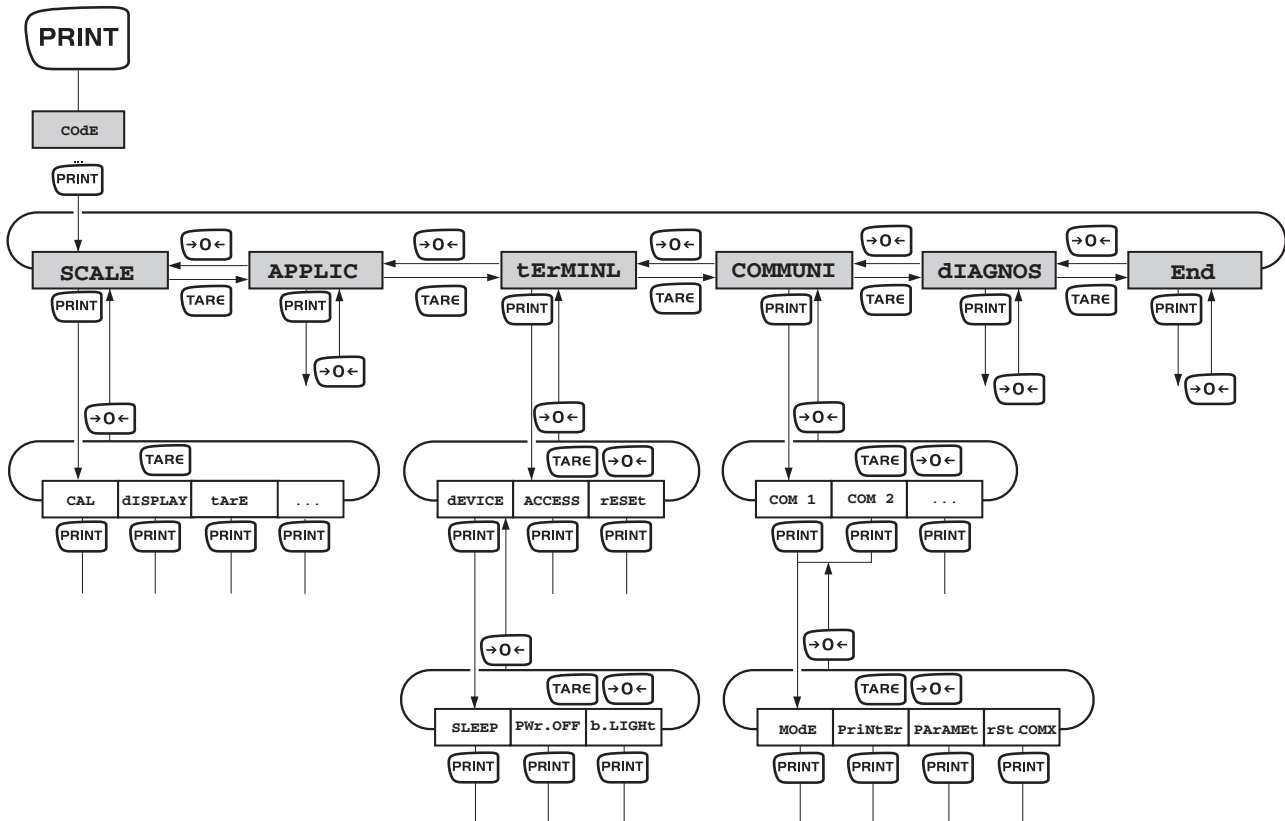 PRINT
COdE
...
PRINT
→0← →0← →0← →0← →0←
SCALE APPLIC tErMINL COMMUNI dIAGNOS End
PRINT TARE PRINT TARE PRINT TARE PRINT TARE PRINT TARE PRINT
→0← →0← →0←
→0← →0← →0←
TARE TARE →0← TARE →0←
CAL dISPLAY tArE ... dEVICE ACCESS rESEt COM 1 COM 2 ...
PRINT PRINT PRINT PRINT PRINT PRINT PRINT PRINT PRINT PRINT
→0← →0←
TARE →0← TARE →0←
SLEEP PWr.OFF b.LIGHt MOdE PriNtEr PArAMEt rSt.COMX
PRINT PRINT PRINT PRINT PRINT PRINT PRINT